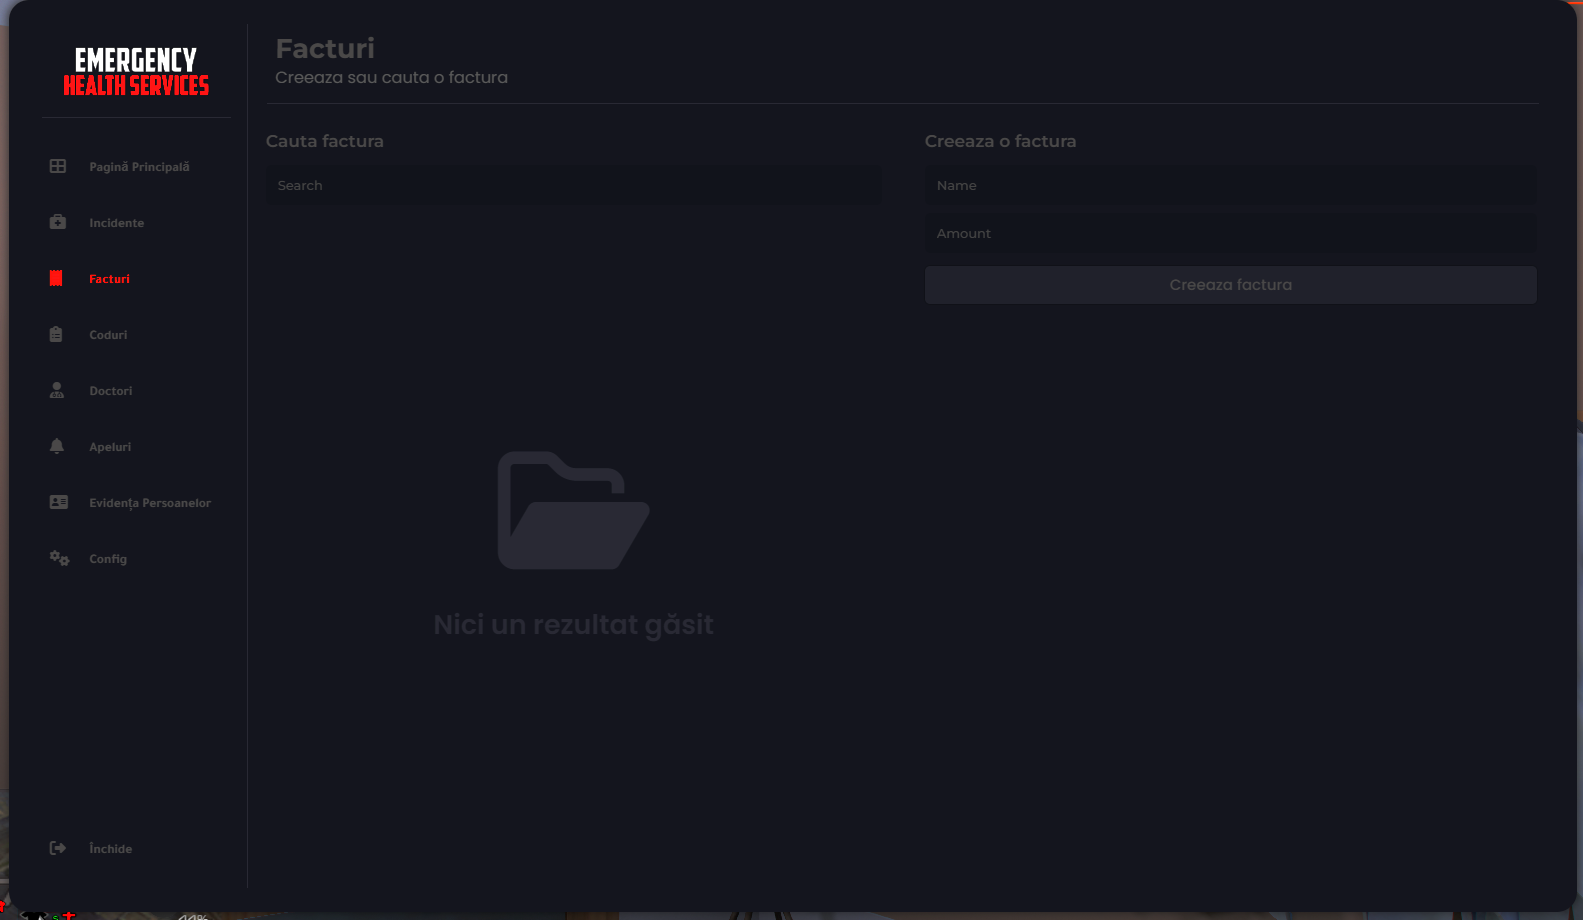 EMERGENCY
HEALTH SERVICES
Pagină Principală
Incidente
Facturi
Coduri
Doctori
Apeluri
Evidența Persoanelor
Config
Închide
Facturi
Creeaza sau cauta o factura
Cauta factura
Search
Nici un rezultat găsit
Creeaza o factura
Name
Amount
Creeaza factura